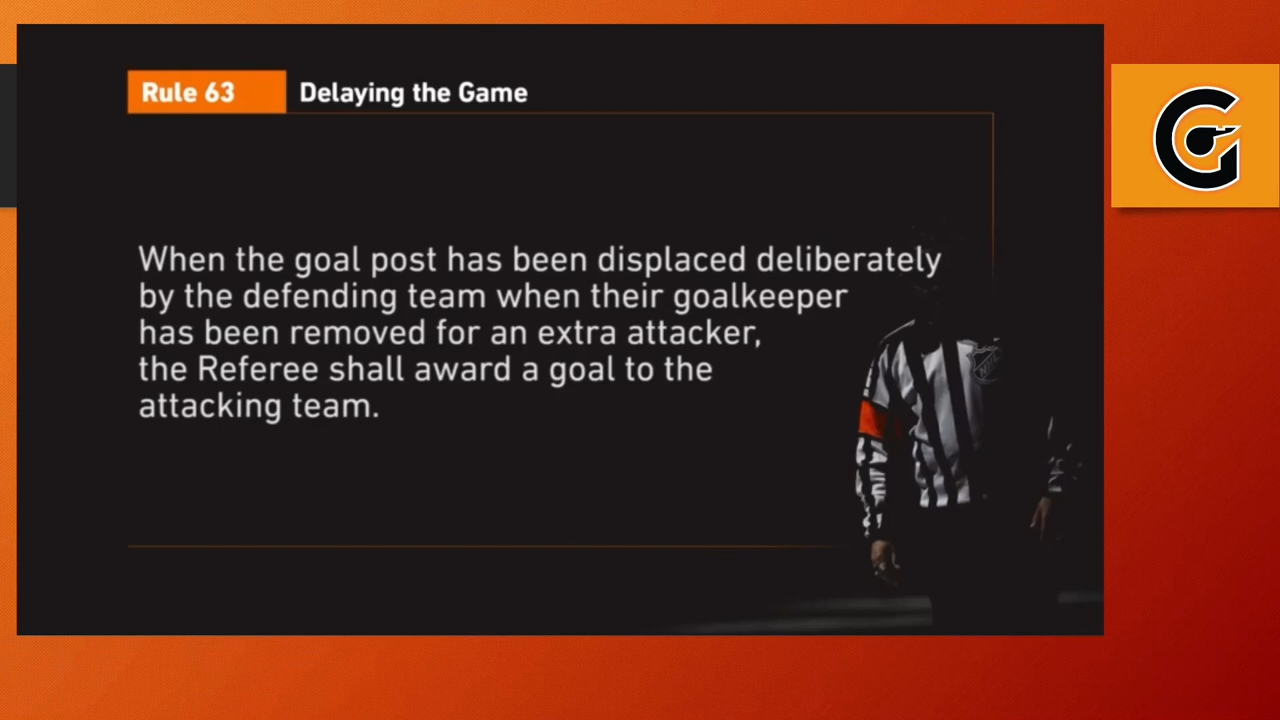 Rule 63 Delaying the Game
When the goal post has been displaced deliberately
by the defending team when their goalkeeper
has been removed for an extra attacker,
the Referee shall award a goal to the
attacking team.
G